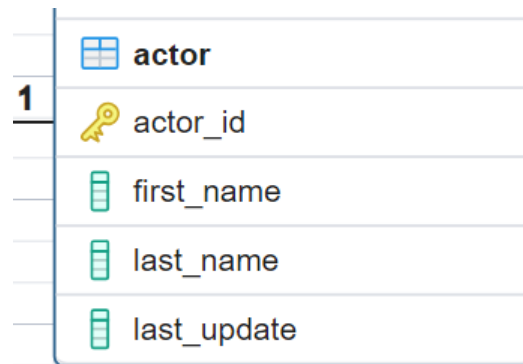 actor
1
actor_id
first_name
last_name
last_update